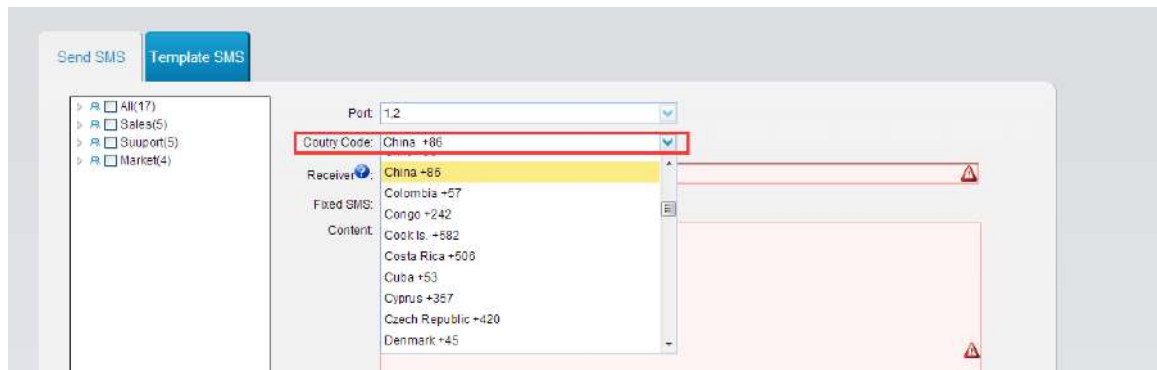 Send SMS
Template SMS
All(17)
Sales(5)
Suuport(5)
Market(4)
Port: 1,2
Coutry Code: China +86
Receiver?:
China +86
Colombia +57
Fixed SMS:
Congo +242
Content:
Cook Is. +682
Costa Rica +506
Cuba +53
Cyprus +357
Czech Republic +420
Denmark +45